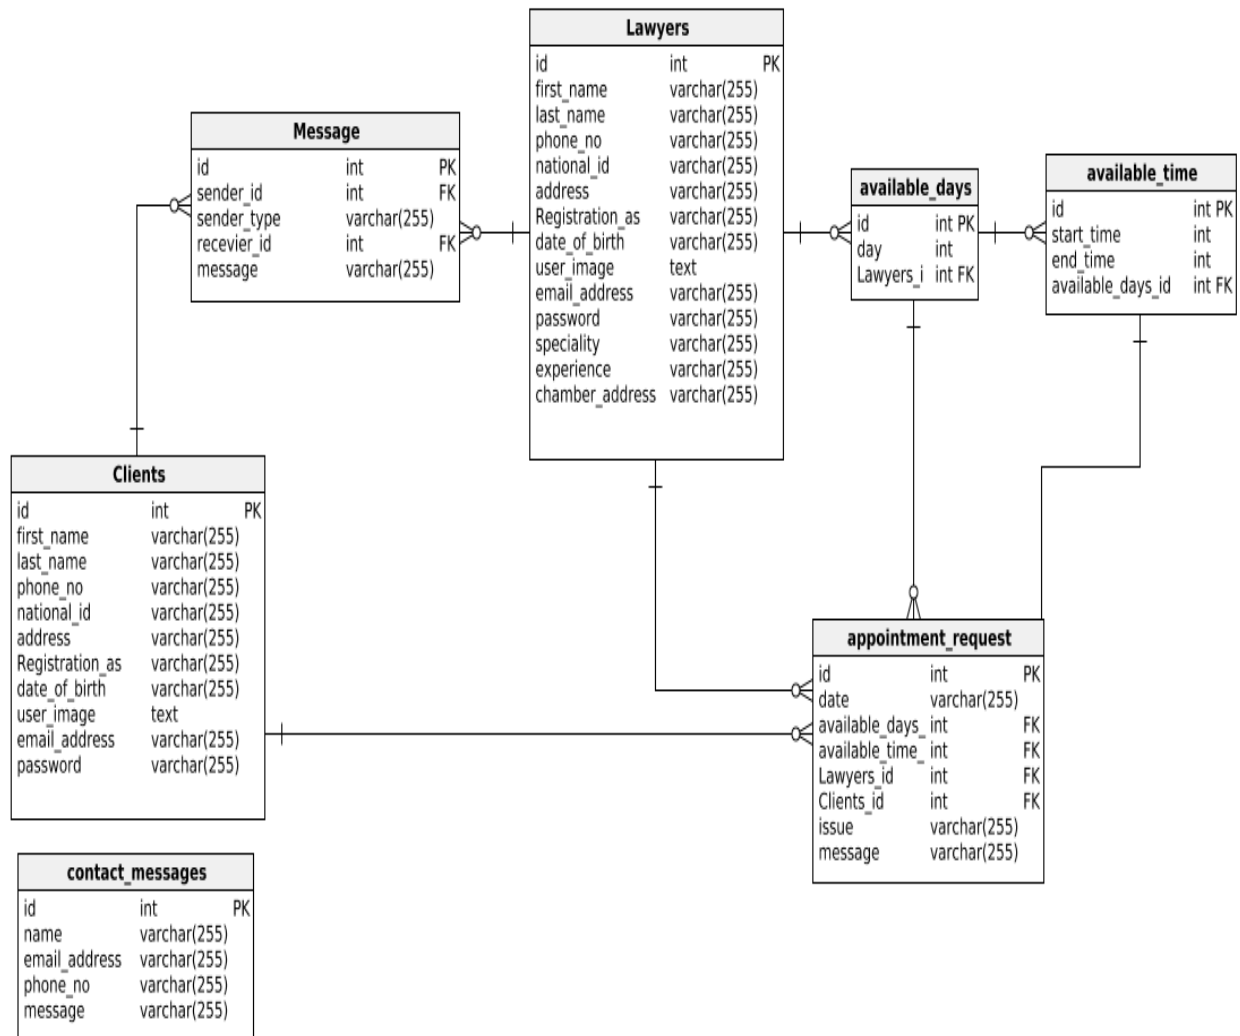 Lawyers
id int PK
first_name varchar(255)
last_name varchar(255)
phone_no varchar(255)
national_id varchar(255)
address varchar(255)
Registration_as varchar(255)
date_of_birth varchar(255)
user_image text
email_address varchar(255)
password varchar(255)
speciality varchar(255)
experience varchar(255)
chamber_address varchar(255)
Message
id int PK
sender_id int FK
sender_type varchar(255)
recevier_id int FK
message varchar(255)
available_days
id int PK
day int
Lawyers_i int FK
available_time
id int PK
start_time int
end_time int
available_days_id int FK
Clients
id int PK
first_name varchar(255)
last_name varchar(255)
phone_no varchar(255)
national_id varchar(255)
address varchar(255)
Registration_as varchar(255)
date_of_birth varchar(255)
user_image text
email_address varchar(255)
password varchar(255)
appointment_request
id int PK
date varchar(255)
available_days_ int FK
available_time_ int FK
Lawyers_id int FK
Clients_id int FK
issue varchar(255)
message varchar(255)
contact_messages
id int PK
name varchar(255)
email_address varchar(255)
phone_no varchar(255)
message varchar(255)